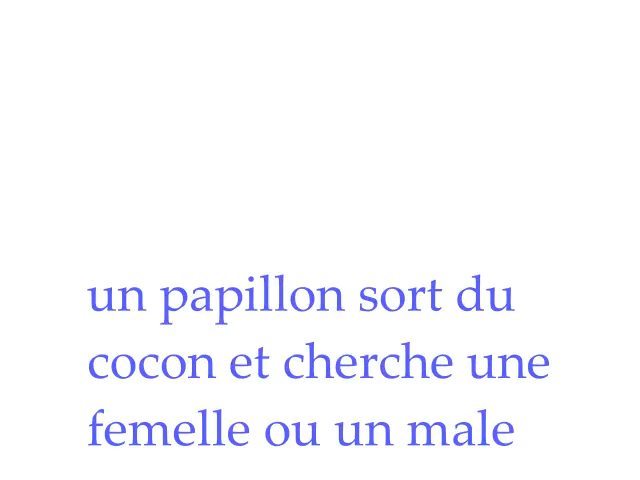 un papillon sort du
cocon et cherche une
femelle ou un male